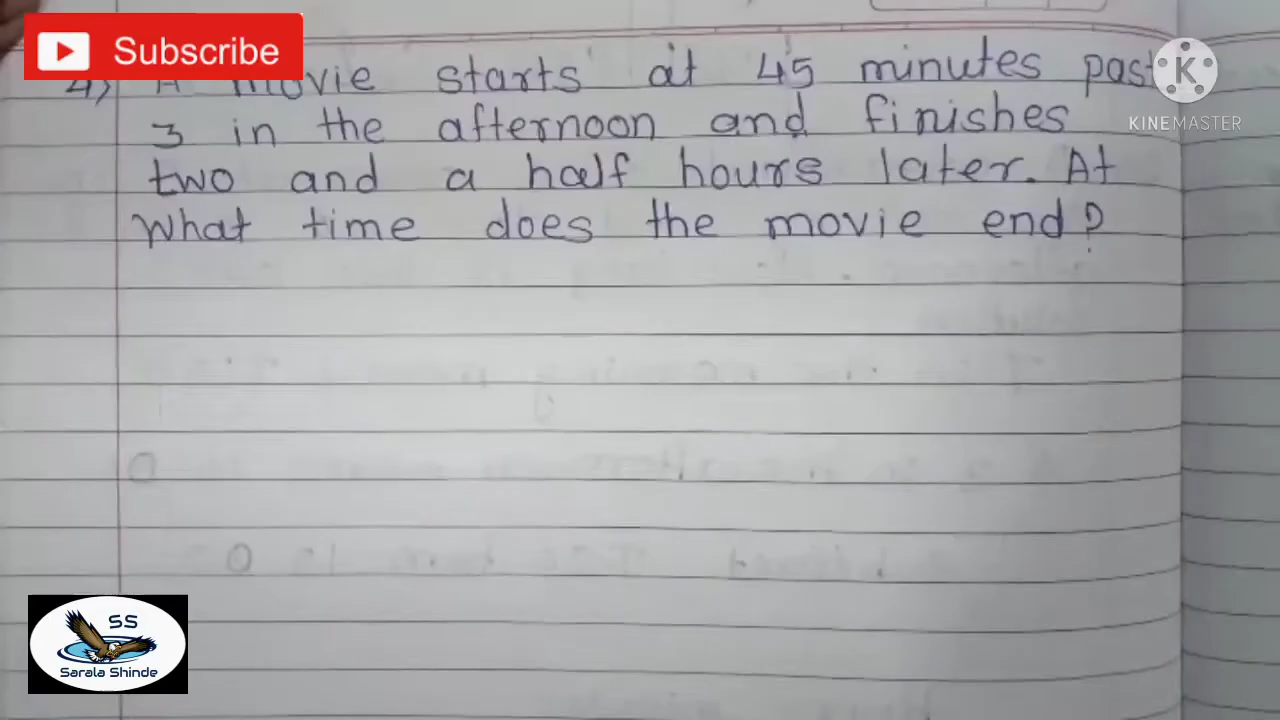 Subscribe
4) A movie starts at 45 minutes past
3 in the afternoon and finishes
two and a half hours later. At
what time does the movie end?
K
KINEMASTER
SS
Sarala Shinde